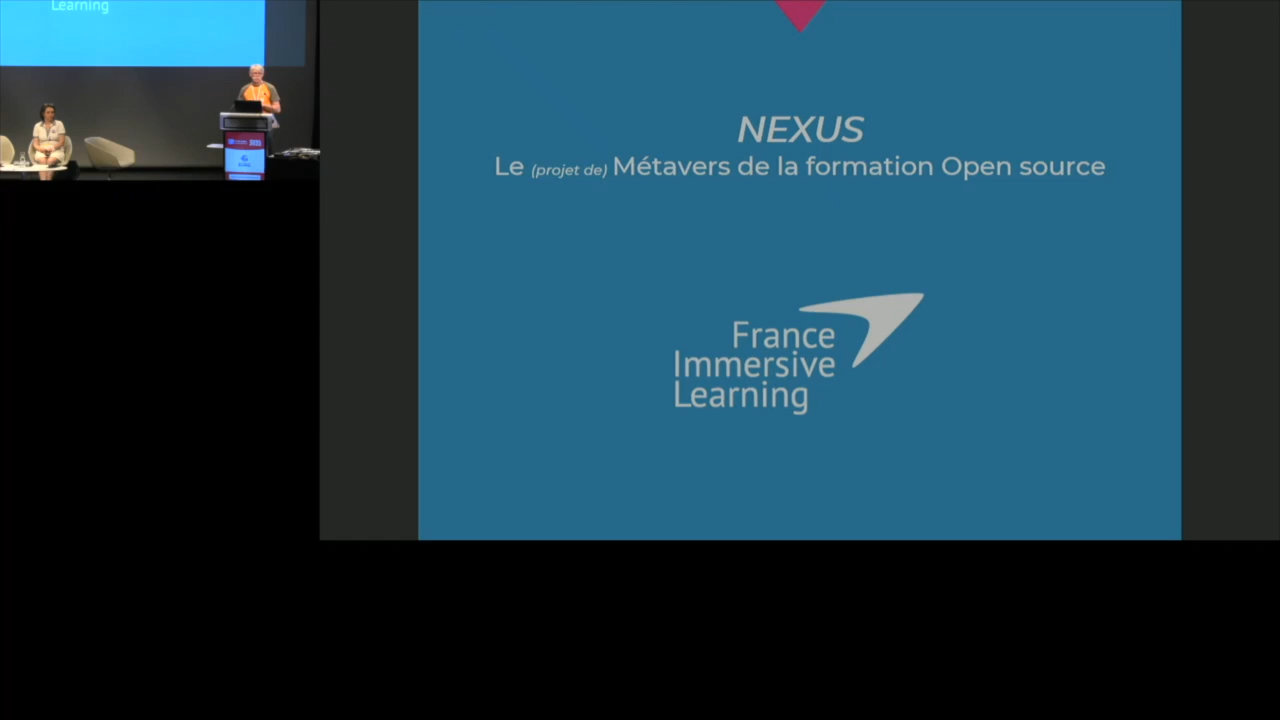 Learning
NEXUS
Le (projet de) Métavers de la formation Open source
France
Immersive
Learning